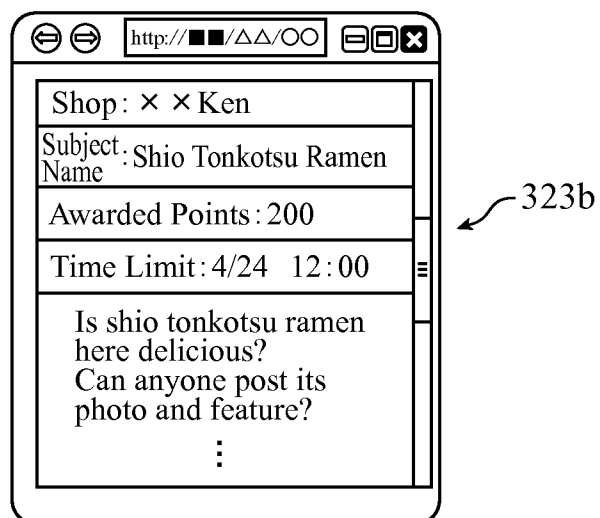 http://■■/△△/○○
Shop: × × Ken
Subject Name: Shio Tonkotsu Ramen
Awarded Points: 200
Time Limit: 4/24 12:00
Is shio tonkotsu ramen
here delicious?
Can anyone post its
photo and feature?
⋮
323b